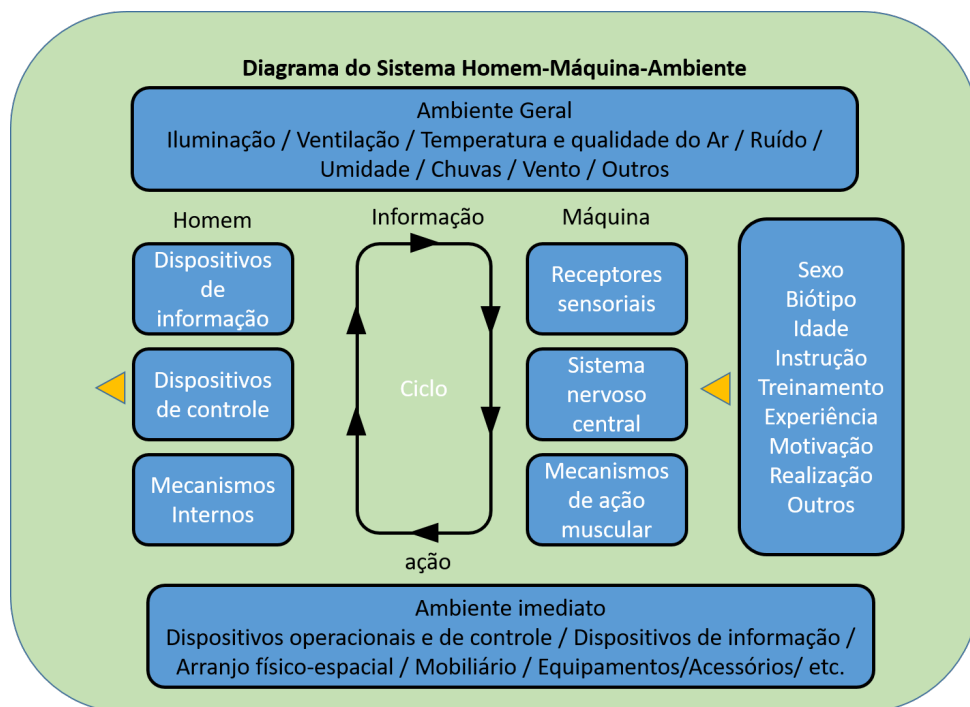 Diagrama do Sistema Homem-Máquina-Ambiente
Ambiente Geral
Iluminação / Ventilação / Temperatura e qualidade do Ar / Ruído /
Umidade / Chuvas / Vento / Outros
Homem
Informação
Máquina
Dispositivos
de
informação
Dispositivos
de controle
Mecanismos
Internos
Ciclo
ação
Receptores
sensoriais
Sistema
nervoso
central
Mecanismos
de ação
muscular
Sexo
Biótipo
Idade
Instrução
Treinamento
Experiência
Motivação
Realização
Outros
Ambiente imediato
Dispositivos operacionais e de controle / Dispositivos de informação /
Arranjo físico-espacial / Mobiliário / Equipamentos/Acessórios/ etc.